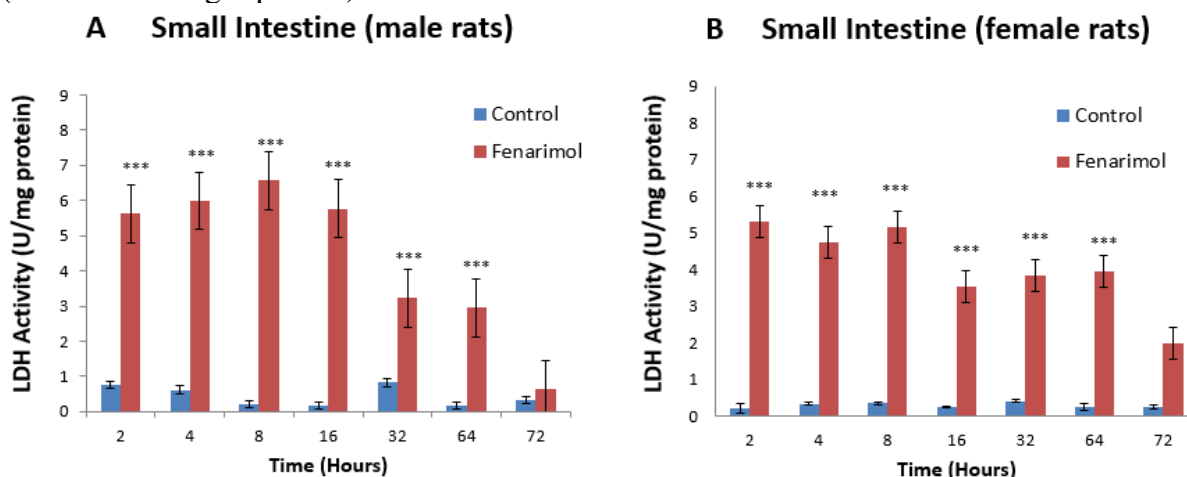 A Small Intestine (male rats)
LDH Activity (U/mg protein)
9
8
7
6
5
4
3
2
1
0
Control
Fenarimol
***
***
***
***
***
***
2 4 8 16 32 64 72
Time (Hours)
B Small Intestine (female rats)
LDH Activity (U/mg protein)
9
8
7
6
5
4
3
2
1
0
Control
Fenarimol
***
***
***
***
***
***
2 4 8 16 32 64 72
Time (Hours)